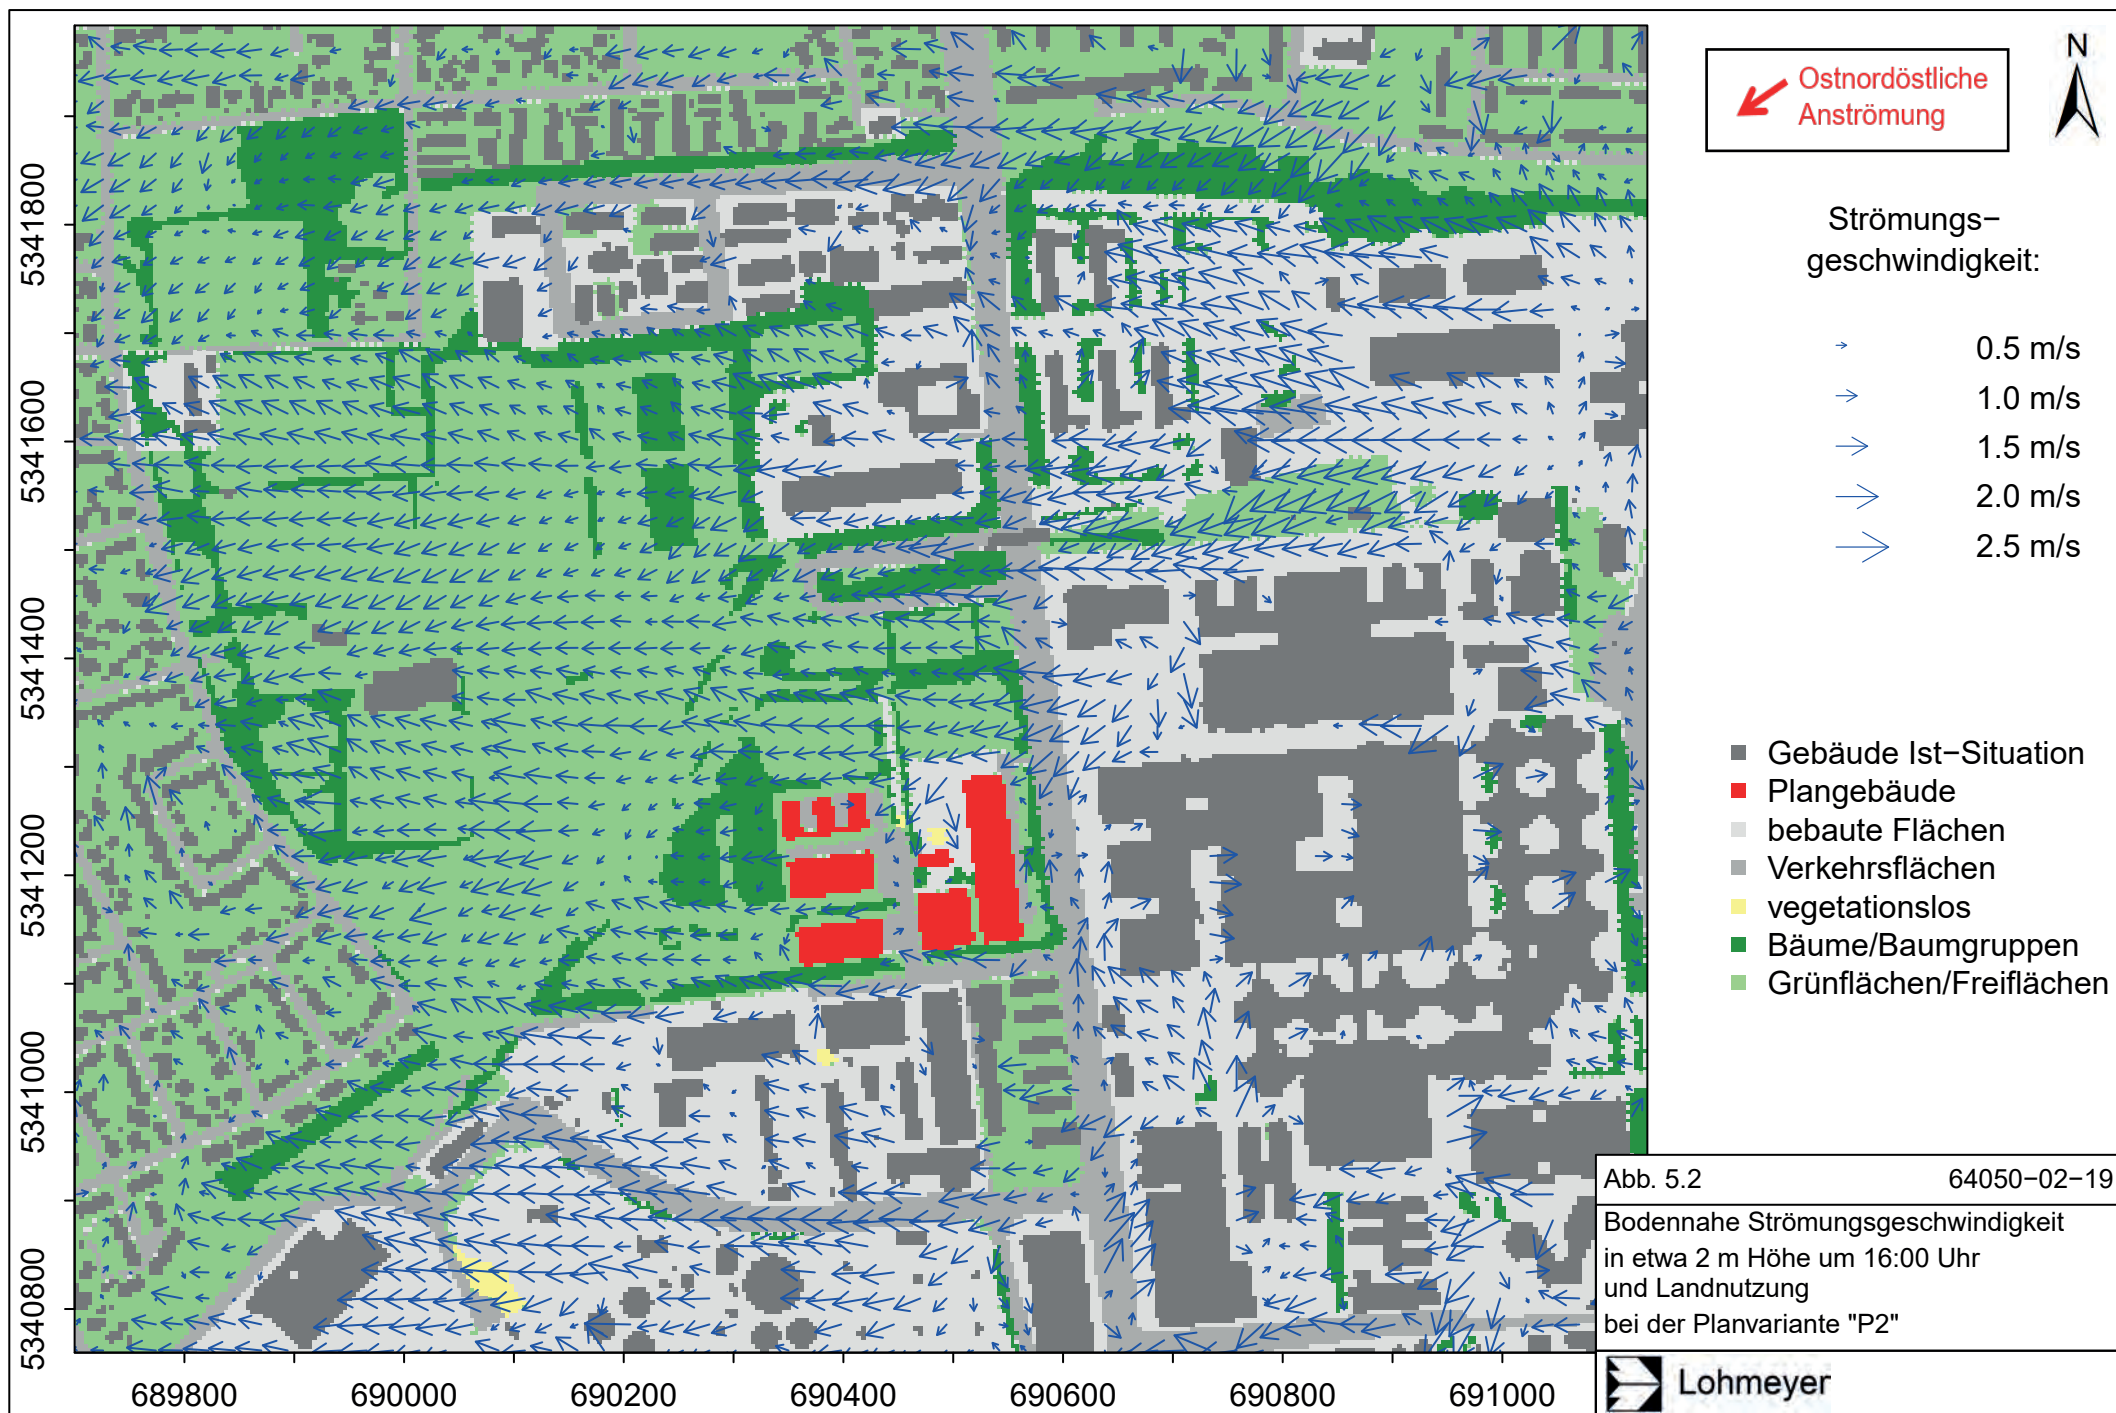 Ostnordöstliche
Anströmung
N
Strömungs−
geschwindigkeit:
0.5 m/s
1.0 m/s
1.5 m/s
2.0 m/s
2.5 m/s
Gebäude Ist−Situation
Plangebäude
bebaute Flächen
Verkehrsflächen
vegetationslos
Bäume/Baumgruppen
Grünflächen/Freiflächen
5341800
5341600
5341400
5341200
5341000
5340800
689800
690000
690200
690400
690600
690800
691000
Abb. 5.2 64050−02−19
Bodennahe Strömungsgeschwindigkeit
in etwa 2 m Höhe um 16:00 Uhr
und Landnutzung
bei der Planvariante "P2"
Lohmeyer